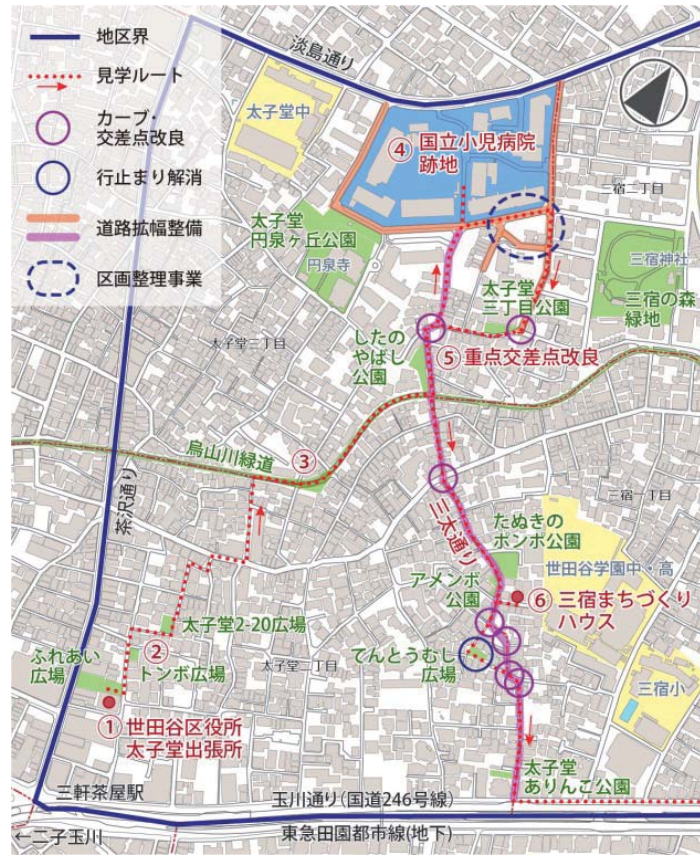 地区界
見学ルート
カーブ・
交差点改良
行止まり解消
道路拡幅整備
区画整理事業
淡島通り
太子堂中
④ 国立小児病院
跡地
三宿二丁目
太子堂
円泉ヶ丘公園
円泉寺
三宿神社
三宿の森
緑地
太子堂
三丁目公園
太子堂三丁目
したの
やばし
公園
⑤ 重点交差点改良
烏山川緑道
③
茶沢通り
三太通り
三宿一丁目
たぬきの
ポンポ公園
世田谷学園中・高
アメンボ
公園
⑥ 三宿まちづくり
ハウス
太子堂2-20広場
②
トンボ広場
ふれあい
広場
太子堂二丁目
てんとうむし
広場
三宿小
① 世田谷区役所
太子堂出張所
太子堂
ありんこ公園
三軒茶屋駅
玉川通り(国道246号線)
←二子玉川
東急田園都市線(地下)